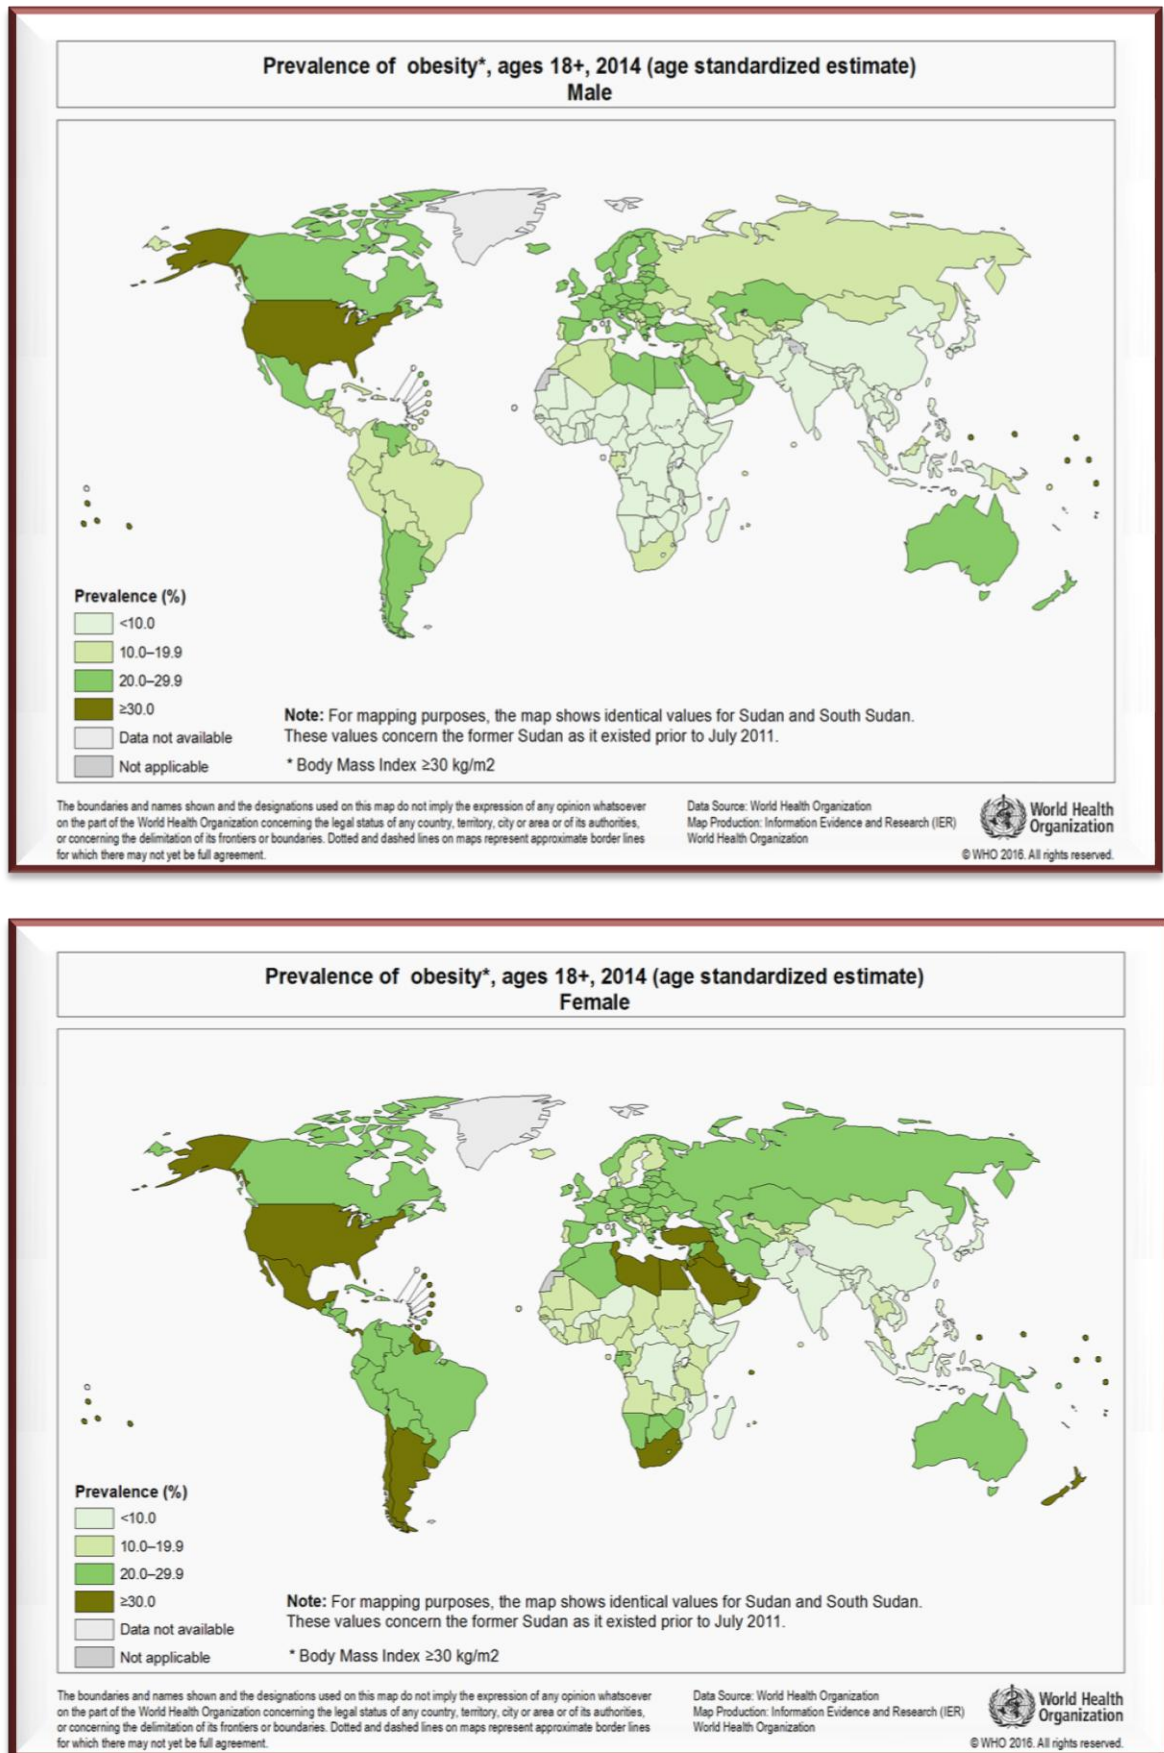 Prevalence of obesity*, ages 18+, 2014 (age standardized estimate)
Male
Prevalence (%)
<10.0
10.0–19.9
20.0–29.9
≥30.0
Data not available
Not applicable
Note: For mapping purposes, the map shows identical values for Sudan and South Sudan.
These values concern the former Sudan as it existed prior to July 2011.
* Body Mass Index ≥30 kg/m2
The boundaries and names shown and the designations used on this map do not imply the expression of any opinion whatsoever
on the part of the World Health Organization concerning the legal status of any country, territory, city or area or of its authorities,
or concerning the delimitation of its frontiers or boundaries. Dotted and dashed lines on maps represent approximate border lines
for which there may not yet be full agreement.
Data Source: World Health Organization
Map Production: Information Evidence and Research (IER)
World Health Organization
World Health
Organization
© WHO 2016. All rights reserved.
Prevalence of obesity*, ages 18+, 2014 (age standardized estimate)
Female
Prevalence (%)
<10.0
10.0–19.9
20.0–29.9
≥30.0
Data not available
Not applicable
Note: For mapping purposes, the map shows identical values for Sudan and South Sudan.
These values concern the former Sudan as it existed prior to July 2011.
* Body Mass Index ≥30 kg/m2
The boundaries and names shown and the designations used on this map do not imply the expression of any opinion whatsoever
on the part of the World Health Organization concerning the legal status of any country, territory, city or area or of its authorities,
or concerning the delimitation of its frontiers or boundaries. Dotted and dashed lines on maps represent approximate border lines
for which there may not yet be full agreement.
Data Source: World Health Organization
Map Production: Information Evidence and Research (IER)
World Health Organization
World Health
Organization
© WHO 2016. All rights reserved.